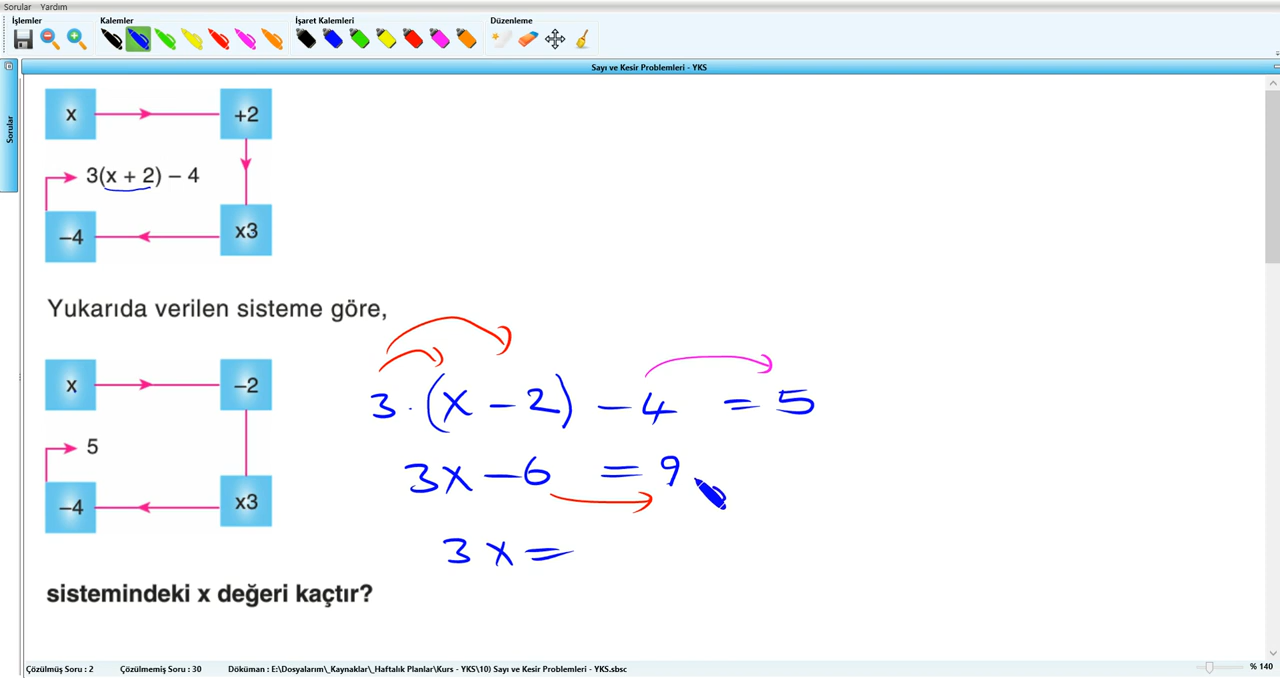 Sorular Yardım
İşlemler Kalemler İşaret Kalemleri Düzenleme
Sayı ve Kesir Problemleri - YKS
Sorular
x +2
3(x + 2) – 4
–4 x3
Yukarıda verilen sisteme göre,
x –2
5
–4 x3
3.(x – 2) – 4 = 5
3x – 6 = 9
3x =
sistemindeki x değeri kaçtır?
Çözülmüş Soru : 2 Çözülmemiş Soru : 30 Döküman : E:\Dosyalarım\_Kaynaklar\_Haftalık Planlar\Kurs - YKS\10) Sayı ve Kesir Problemleri - YKS.sbsc % 140